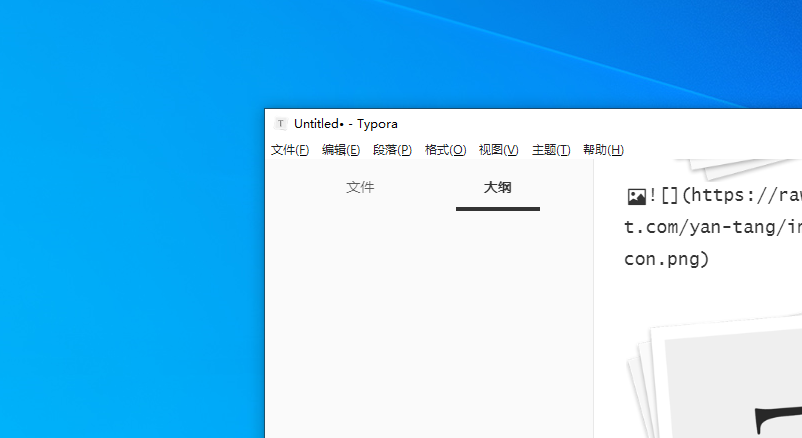 T Untitled• - Typora
文件(F) 编辑(E) 段落(P) 格式(O) 视图(V) 主题(T) 帮助(H)
文件 大纲
![](https://raw
t.com/yan-tang/in
con.png)